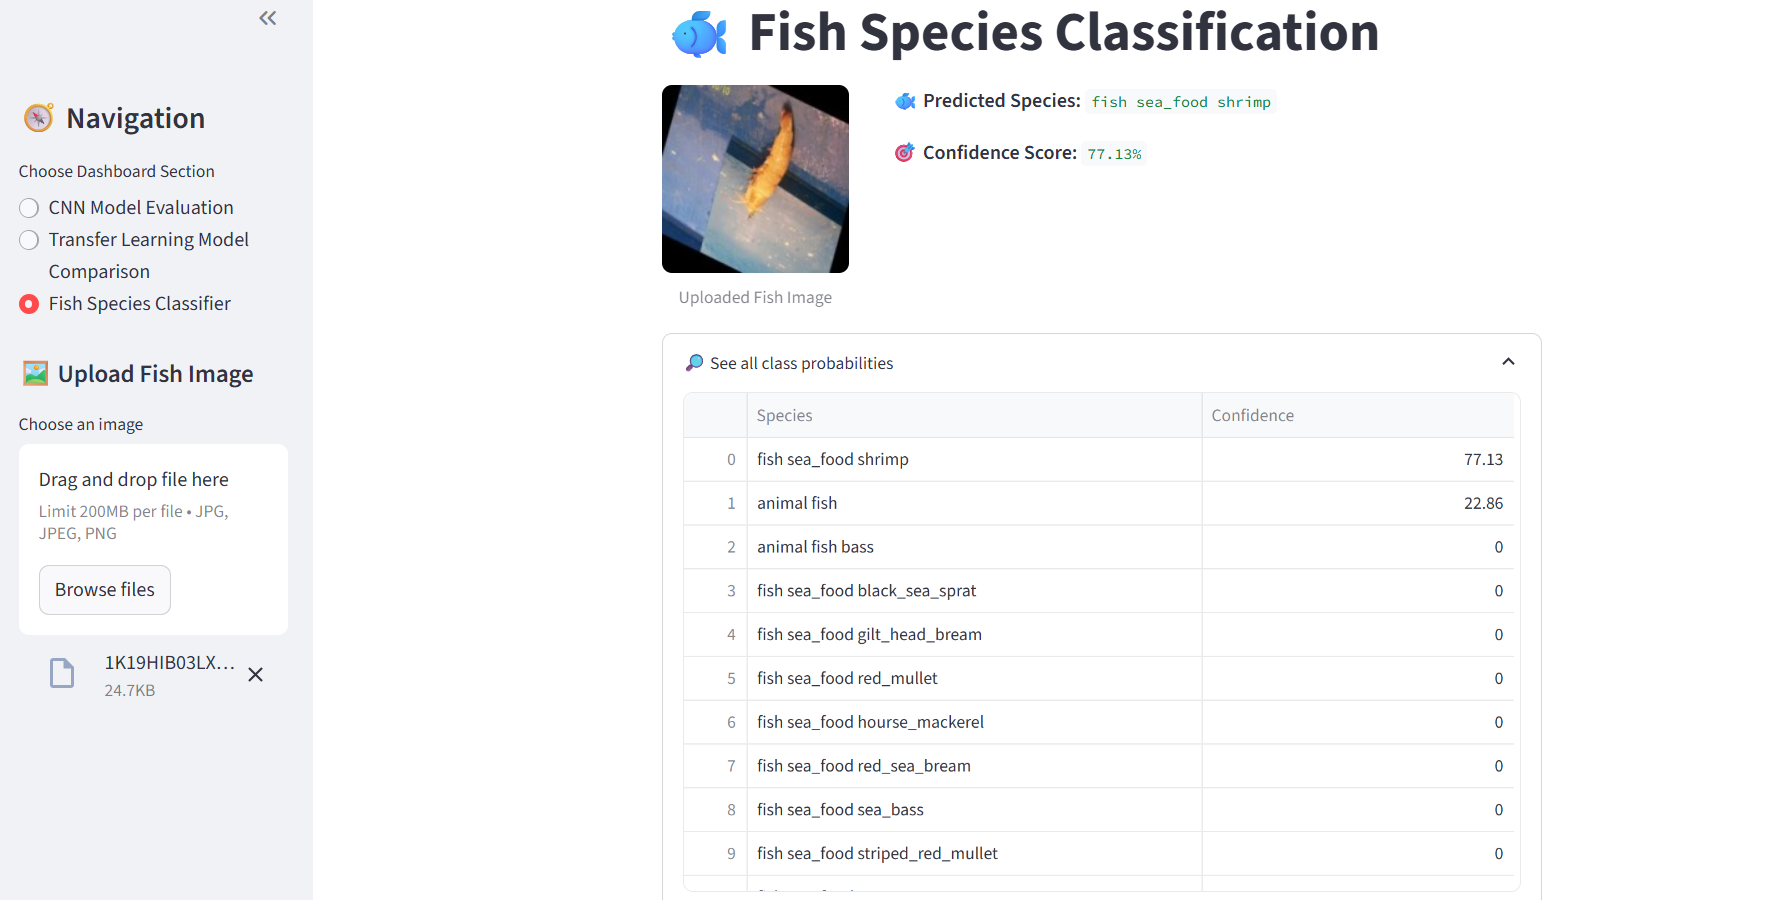 Navigation
Choose Dashboard Section
CNN Model Evaluation
Transfer Learning Model
Comparison
Fish Species Classifier
Upload Fish Image
Choose an image
Drag and drop file here
Limit 200MB per file • JPG,
JPEG, PNG
Browse files
1K19HIB03LX...
24.7KB
Fish Species Classification
Predicted Species: fish sea_food shrimp
Confidence Score: 77.13%
Uploaded Fish Image
See all class probabilities
Species Confidence
0 fish sea_food shrimp 77.13
1 animal fish 22.86
2 animal fish bass 0
3 fish sea_food black_sea_sprat 0
4 fish sea_food gilt_head_bream 0
5 fish sea_food red_mullet 0
6 fish sea_food hourse_mackerel 0
7 fish sea_food red_sea_bream 0
8 fish sea_food sea_bass 0
9 fish sea_food striped_red_mullet 0